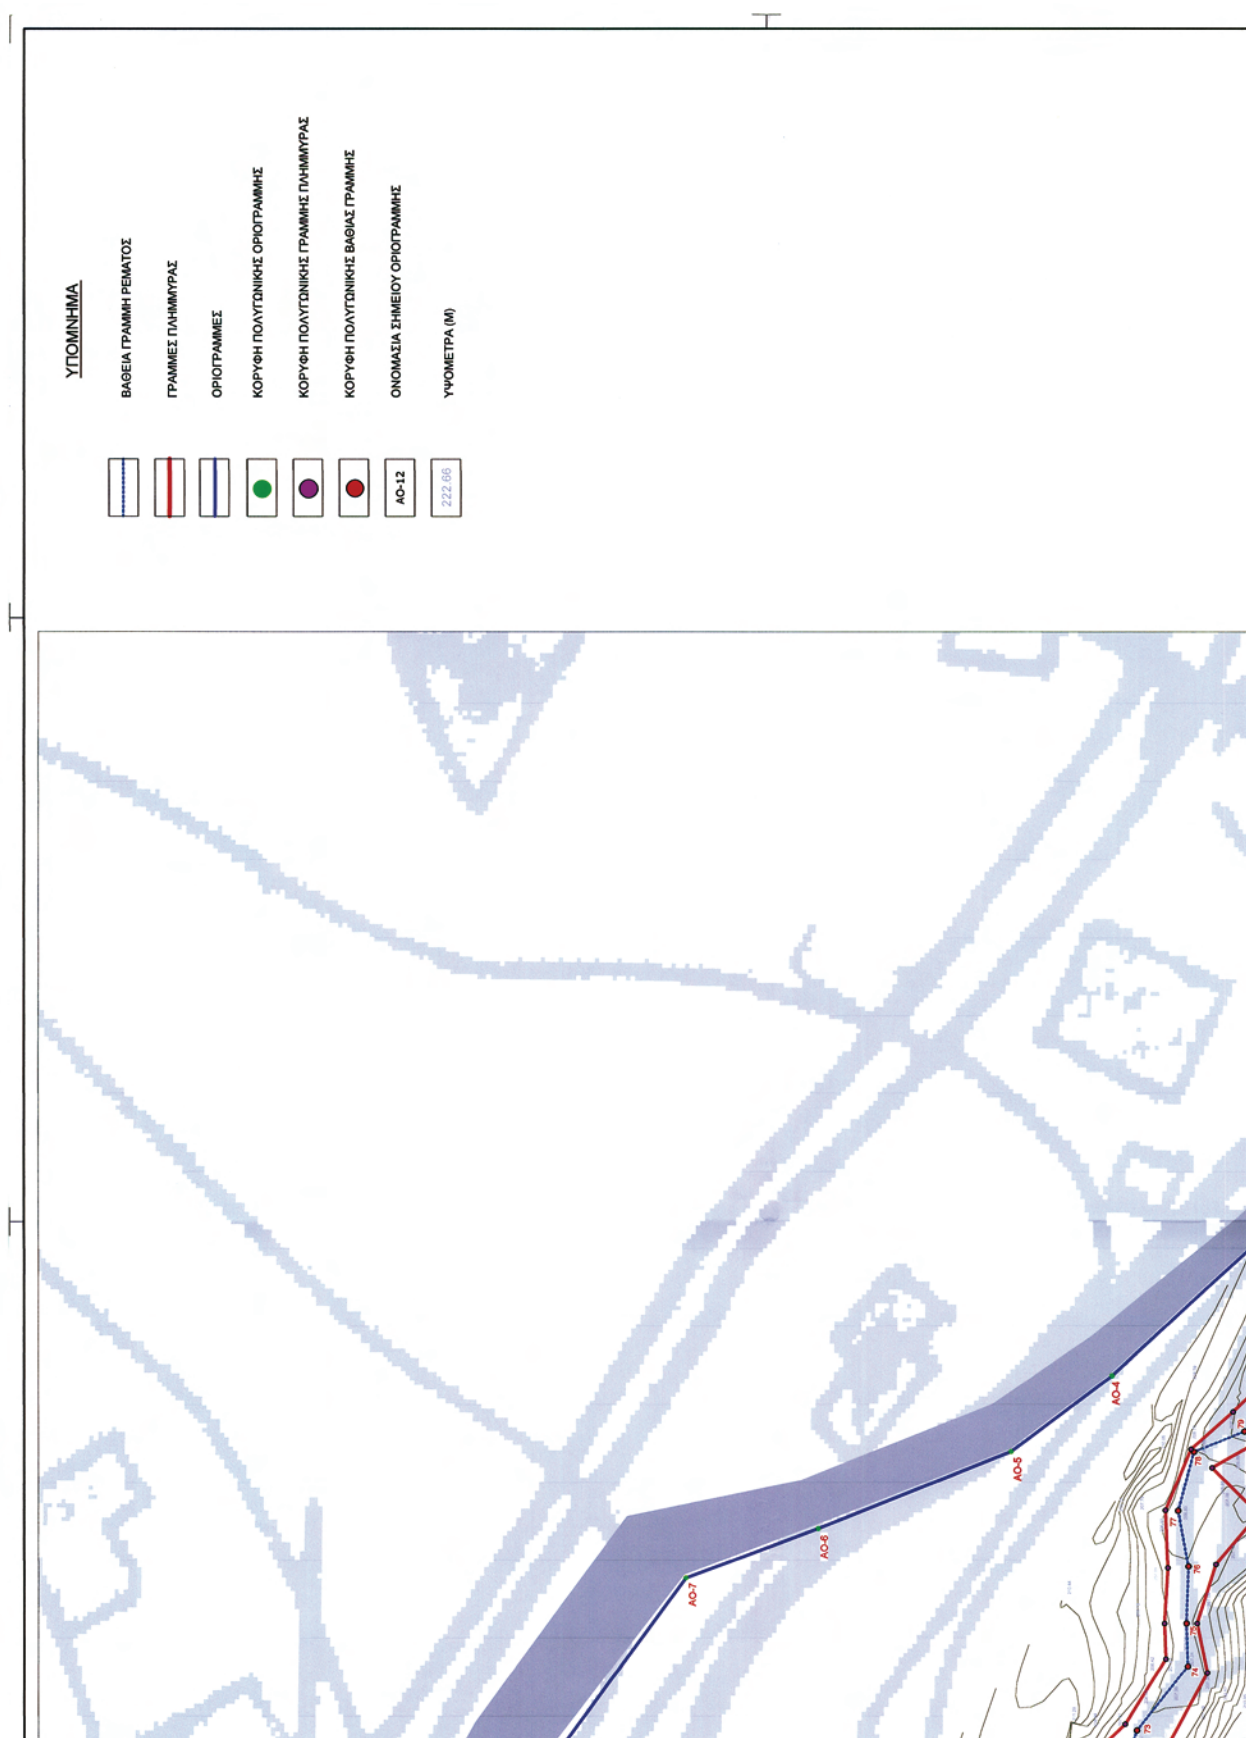 ΥΠΟΜΝΗΜΑ
ΒΑΘΕΙΑ ΓΡΑΜΜΗ ΡΕΜΑΤΟΣ
ΓΡΑΜΜΕΣ ΠΛΗΜΜΥΡΑΣ
ΟΡΙΟΓΡΑΜΜΕΣ
ΚΟΡΥΦΗ ΠΟΛΥΓΩΝΙΚΗΣ ΟΡΙΟΓΡΑΜΜΗΣ
ΚΟΡΥΦΗ ΠΟΛΥΓΩΝΙΚΗΣ ΓΡΑΜΜΗΣ ΠΛΗΜΜΥΡΑΣ
ΚΟΡΥΦΗ ΠΟΛΥΓΩΝΙΚΗΣ ΒΑΘΙΑΣ ΓΡΑΜΜΗΣ
ΑΟ-12 ΟΝΟΜΑΣΙΑ ΣΗΜΕΙΟΥ ΟΡΙΟΓΡΑΜΜΗΣ
222.66 ΥΨΟΜΕΤΡΑ (Μ)
ΑΟ-7
ΑΟ-6
ΑΟ-5
ΑΟ-4
73
74
75
76
77
78
79